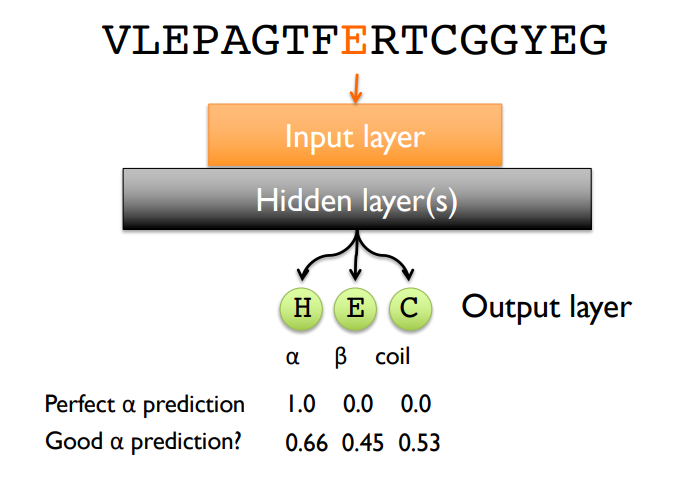 VLEPAGTFERTCGGYEG
Input layer
Hidden layer(s)
H E C Output layer
α β coil
Perfect α prediction 1.0 0.0 0.0
Good α prediction? 0.66 0.45 0.53